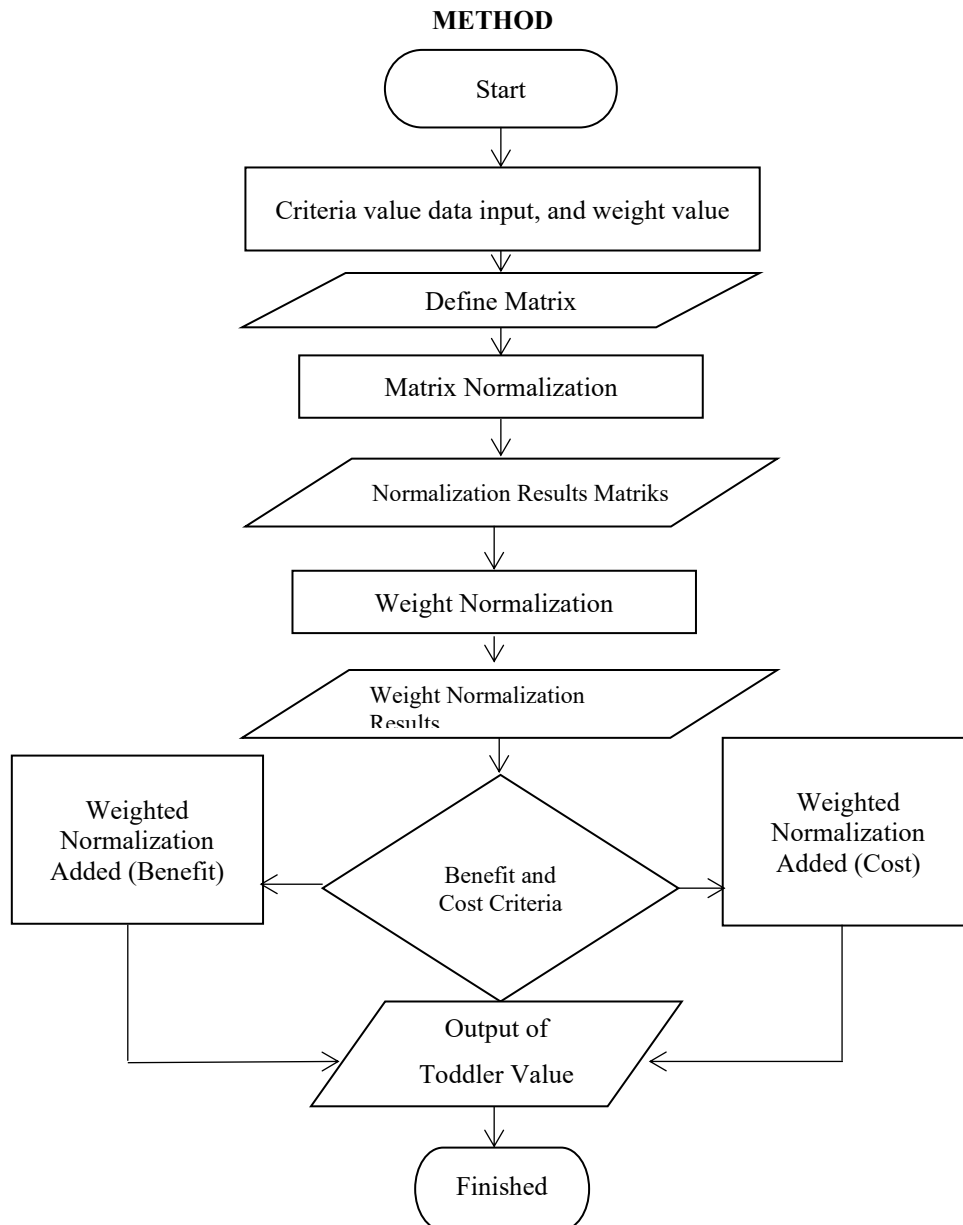 METHOD
Start
Criteria value data input, and weight value
Define Matrix
Matrix Normalization
Normalization Results Matriks
Weight Normalization
Weight Normalization
Results
Weighted
Normalization
Added (Benefit)
Benefit and
Cost Criteria
Weighted
Normalization
Added (Cost)
Output of
Toddler Value
Finished